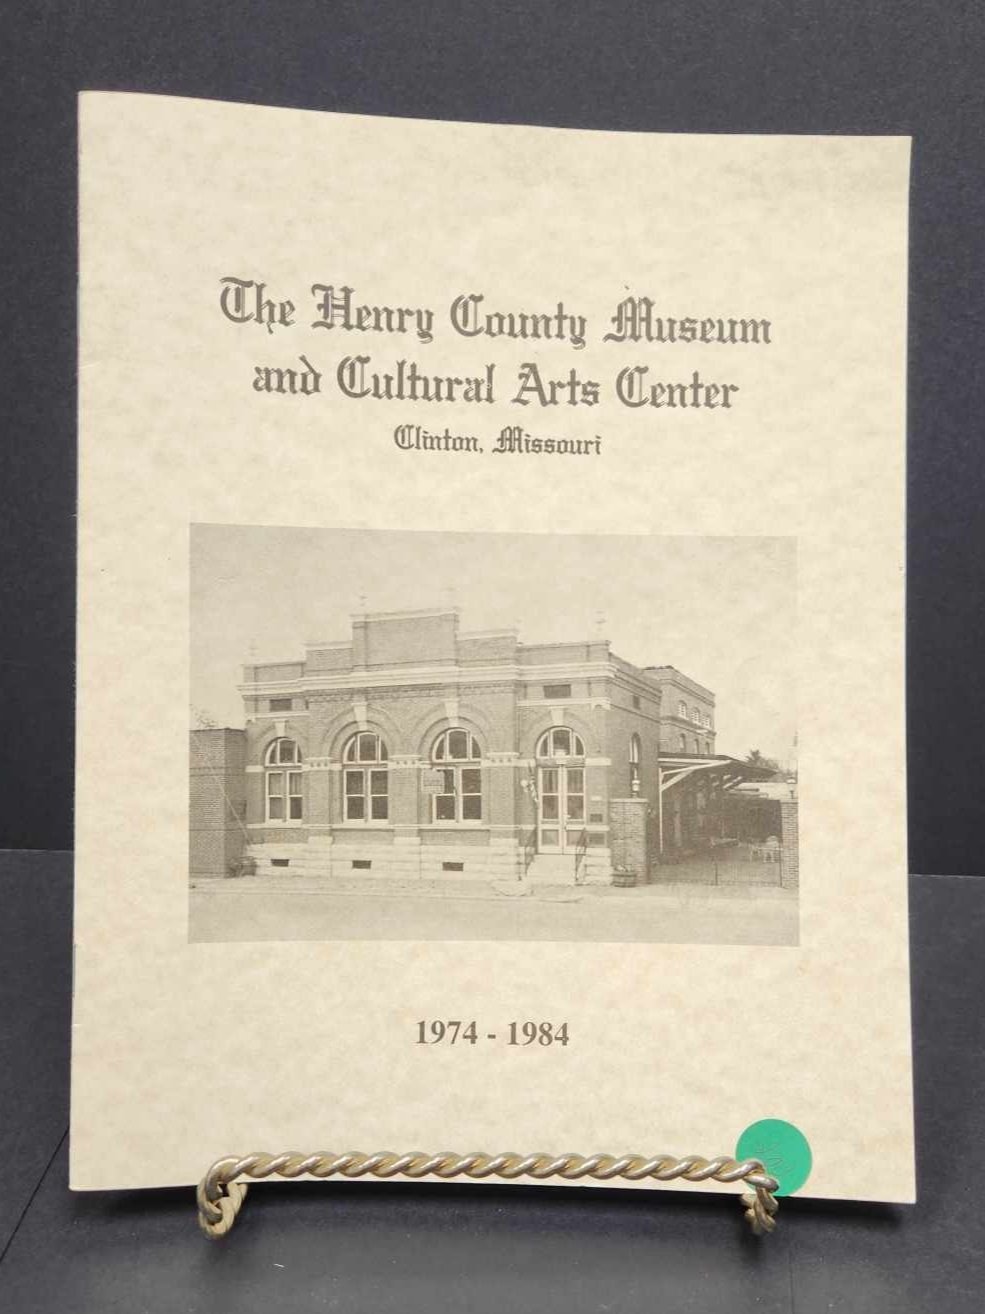 The Henry County Museum
and Cultural Arts Center
Clinton, Missouri
1974 - 1984